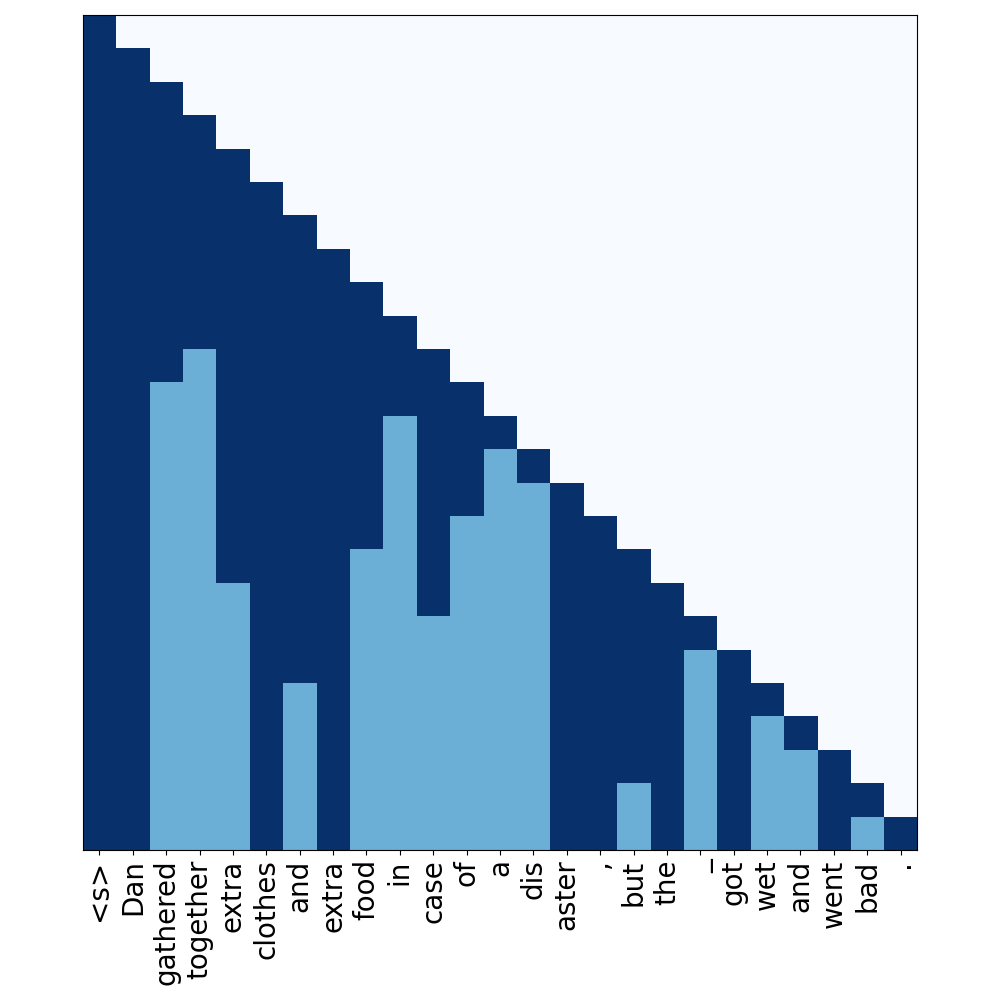 <s> Dan gathered together extra clothes and extra food in case of a dis aster , but the _ got wet and went bad .